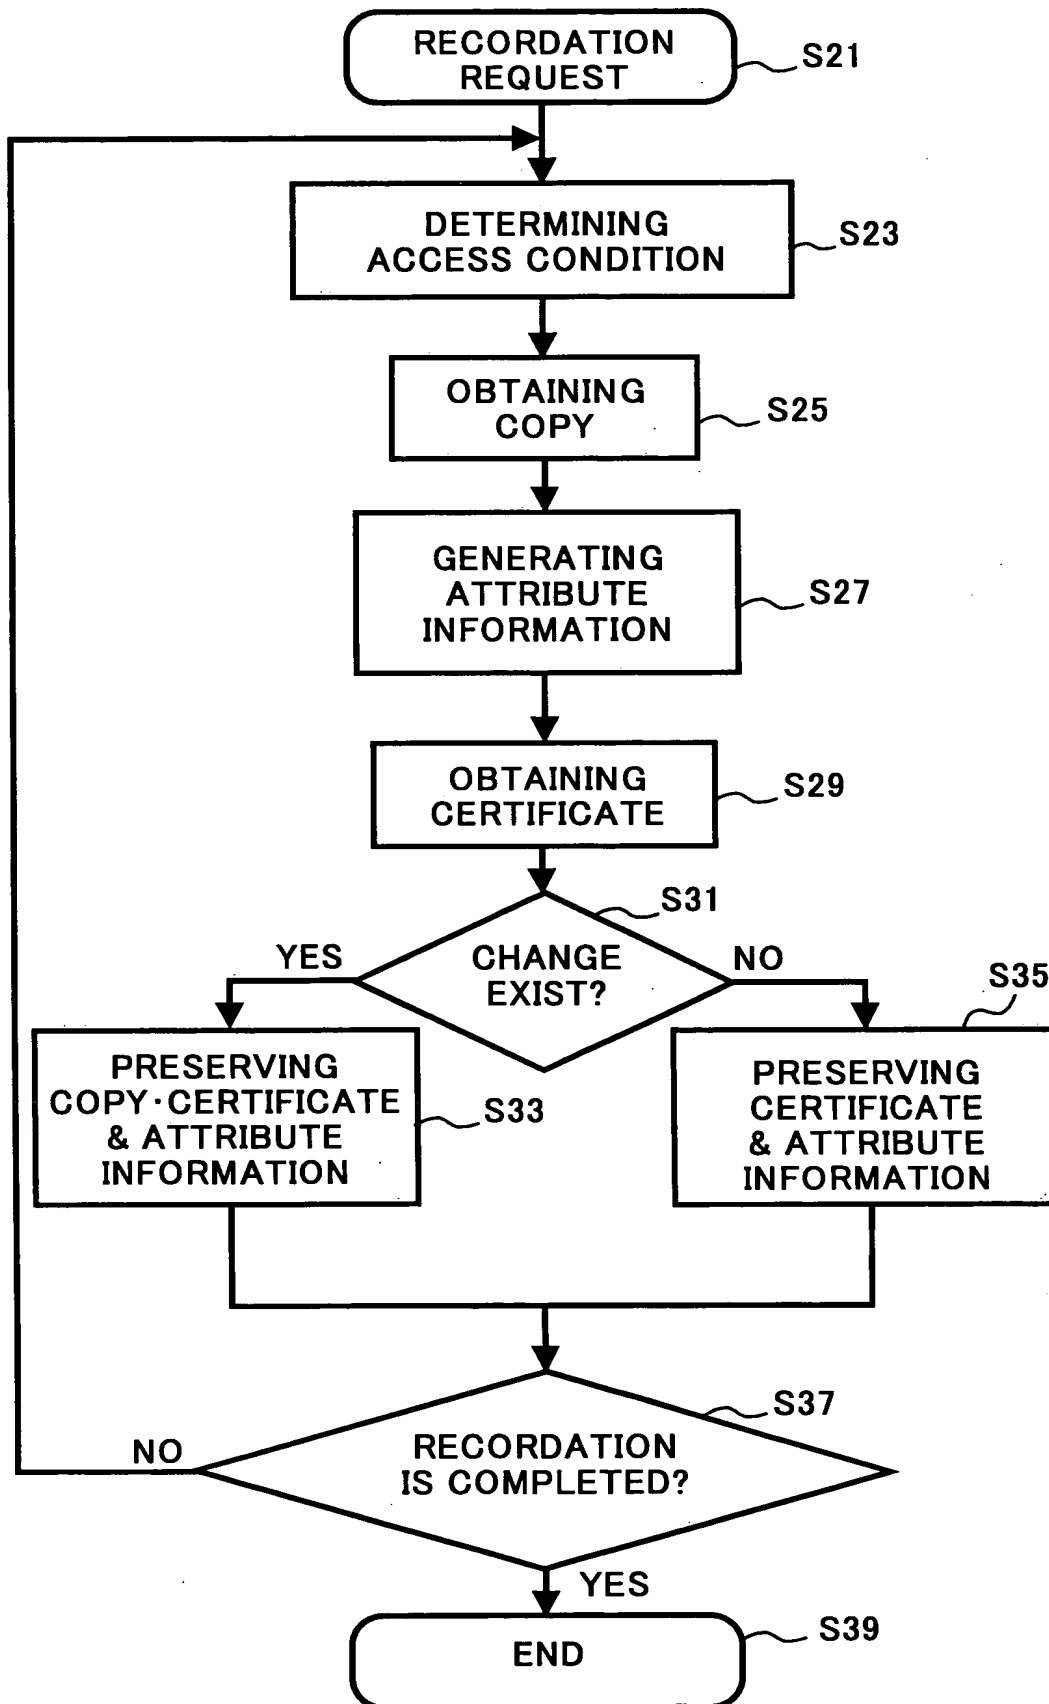 RECORDATION
REQUEST
S21
DETERMINING
ACCESS CONDITION
S23
OBTAINING
COPY
S25
GENERATING
ATTRIBUTE
INFORMATION
S27
OBTAINING
CERTIFICATE
S29
S31
CHANGE
EXIST?
YES
NO
PRESERVING
COPY·CERTIFICATE
& ATTRIBUTE
INFORMATION
S33
S35
PRESERVING
CERTIFICATE
& ATTRIBUTE
INFORMATION
S37
RECORDATION
IS COMPLETED?
NO
YES
END
S39